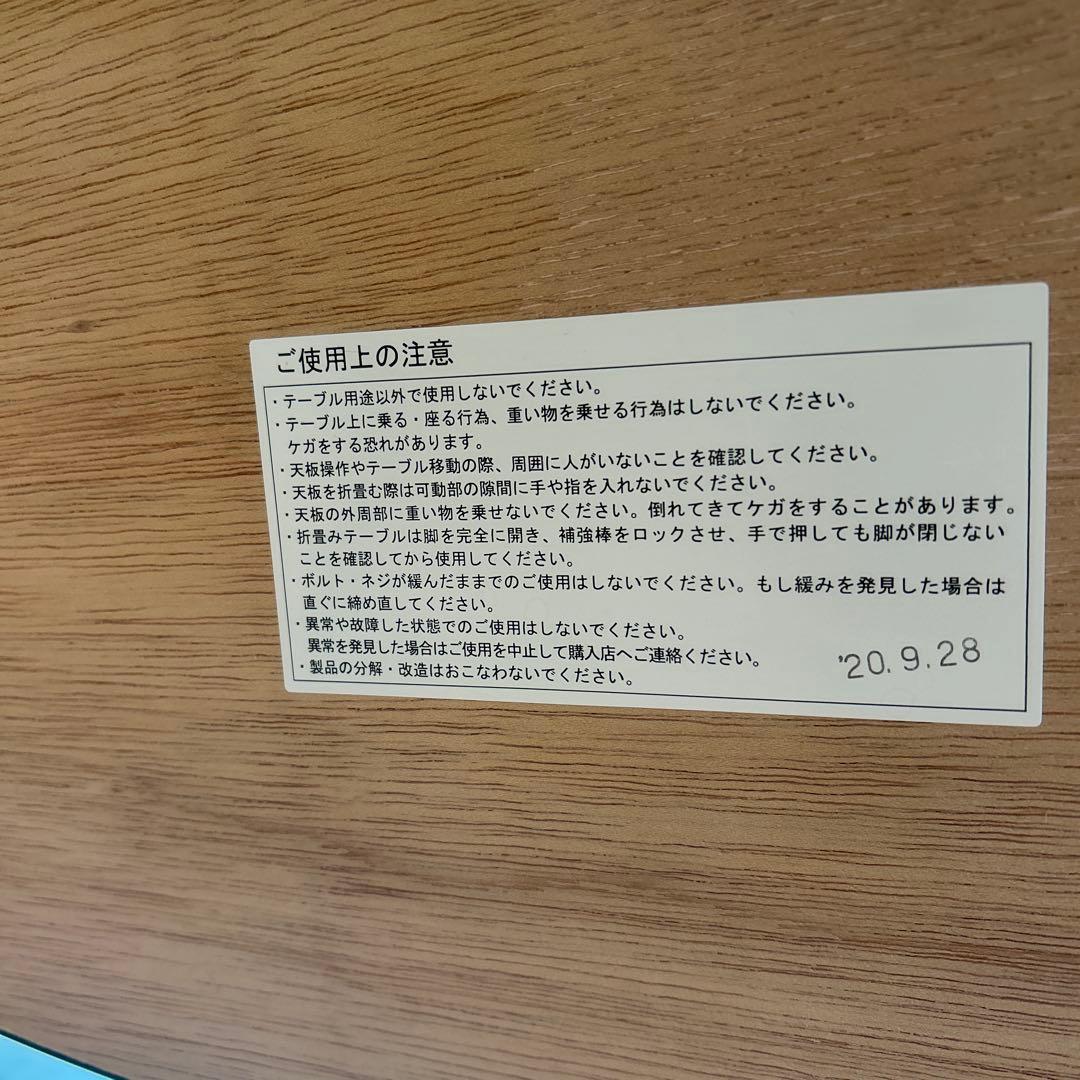 ご使用上の注意
・テーブル用途以外で使用しないでください。
・テーブル上に乗る・座る行為、重い物を乗せる行為はしないでください。
ケガをする恐れがあります。
・天板操作やテーブル移動の際、周囲に人がいないことを確認してください。
・天板を折畳む際は可動部の隙間に手や指を入れないでください。
・天板の外周部に重い物を乗せないでください。倒れてきてケガをすることがあります。
・折畳みテーブルは脚を完全に開き、補強棒をロックさせ、手で押しても脚が閉じない
ことを確認してから使用してください。
・ボルト・ネジが緩んだままでのご使用はしないでください。もし緩みを発見した場合は
直ぐに締め直してください。
・異常や故障した状態でのご使用はしないでください。
異常を発見した場合はご使用を中止して購入店へご連絡ください。
・製品の分解・改造はおこなわないでください。
'20.9.28